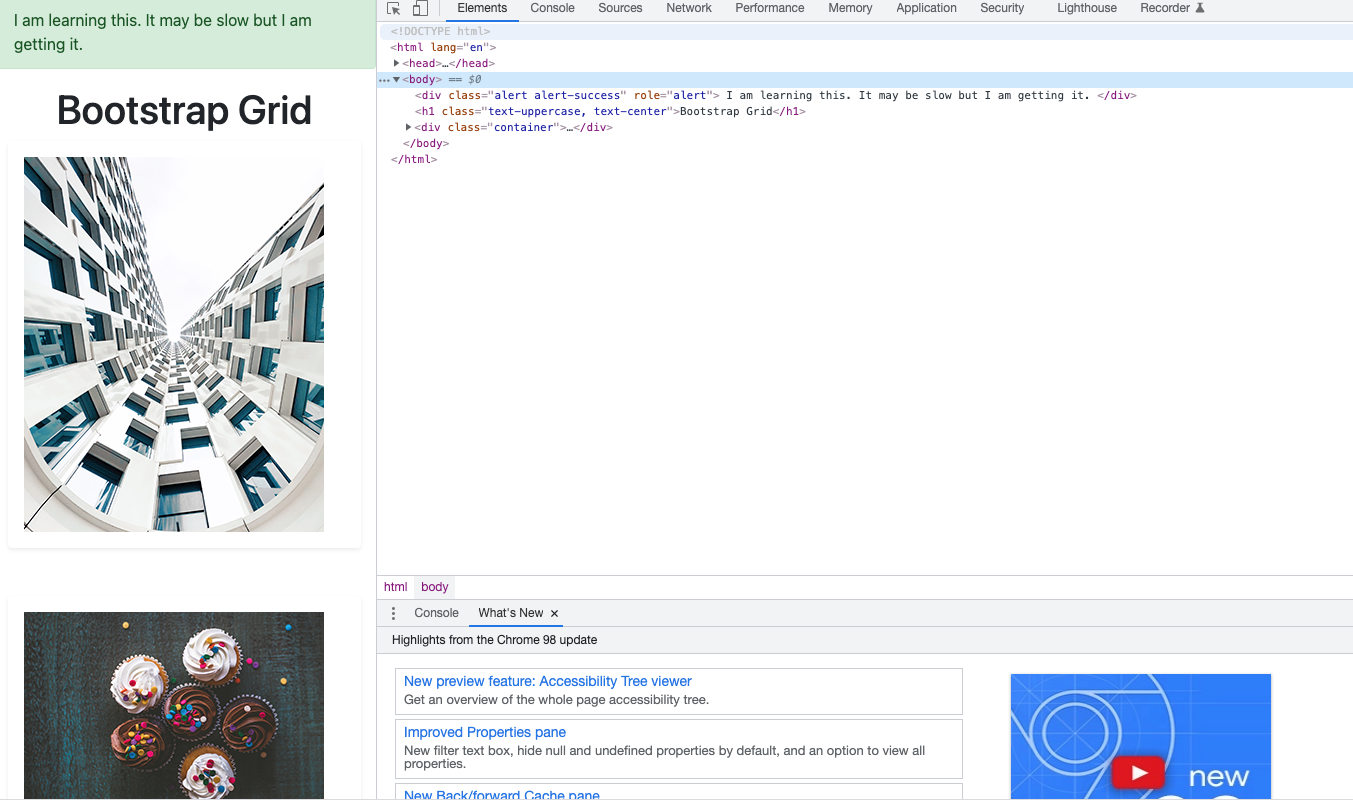 I am learning this. It may be slow but I am
getting it.
Bootstrap Grid
Elements Console Sources Network Performance Memory Application Security Lighthouse Recorder
<!DOCTYPE html>
<html lang="en">
<head>…</head>
<body> == $0
<div class="alert alert-success" role="alert"> I am learning this. It may be slow but I am getting it. </div>
<h1 class="text-uppercase, text-center">Bootstrap Grid</h1>
<div class="container">…</div>
</body>
</html>
html body
Console What's New ×
Highlights from the Chrome 98 update
New preview feature: Accessibility Tree viewer
Get an overview of the whole page accessibility tree.
Improved Properties pane
New filter text box, hide null and undefined properties by default, and an option to view all
properties.
New Back/forward Cache pane
new